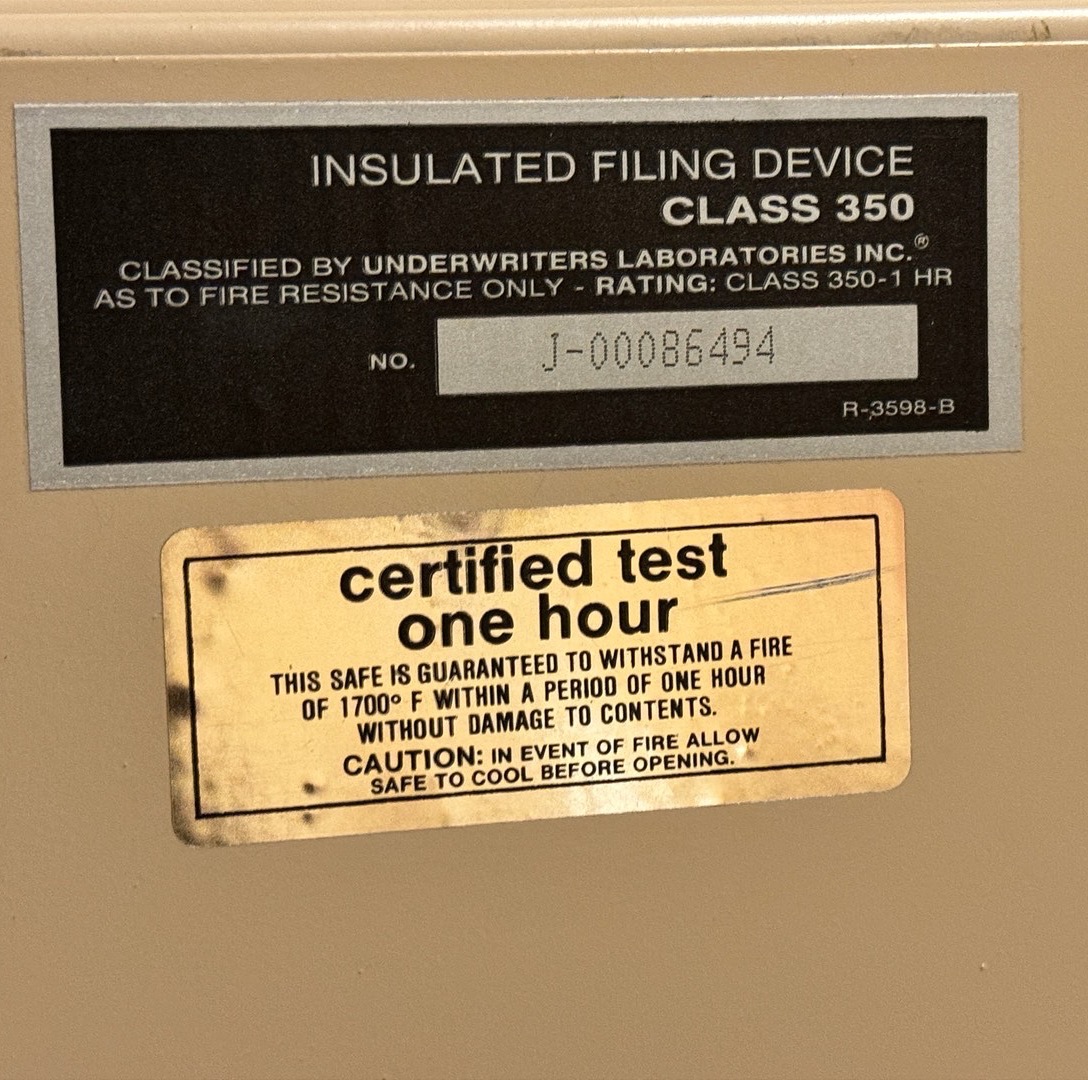 INSULATED FILING DEVICE
CLASS 350
CLASSIFIED BY UNDERWRITERS LABORATORIES INC.®
AS TO FIRE RESISTANCE ONLY - RATING: CLASS 350-1 HR
NO. J-00086494
R-3598-B
certified test
one hour
THIS SAFE IS GUARANTEED TO WITHSTAND A FIRE
OF 1700° F WITHIN A PERIOD OF ONE HOUR
WITHOUT DAMAGE TO CONTENTS.
CAUTION: IN EVENT OF FIRE ALLOW
SAFE TO COOL BEFORE OPENING.